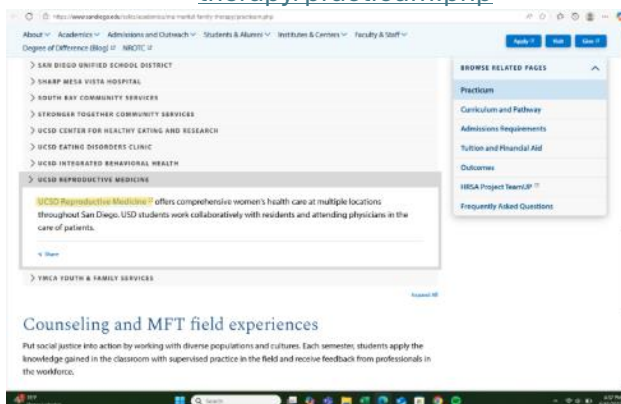 therapy/practicum.php
About Academics Admissions and Outreach Students & Alumni Institutes & Centers Faculty & Staff
Degree of Difference (Blog) NROTC
Apply Visit Give
SAN DIEGO UNIFIED SCHOOL DISTRICT
SHARP MESA VISTA HOSPITAL
SOUTH BAY COMMUNITY SERVICES
STRONGER TOGETHER COMMUNITY SERVICES
UCSD CENTER FOR HEALTHY EATING AND RESEARCH
UCSD EATING DISORDERS CLINIC
UCSD INTEGRATED BEHAVIORAL HEALTH
UCSD REPRODUCTIVE MEDICINE
UCSD Reproductive Medicine offers comprehensive women's health care at multiple locations
throughout San Diego. USD students work collaboratively with residents and attending physicians in the
care of patients.
Share
YMCA YOUTH & FAMILY SERVICES
Expand All
BROWSE RELATED PAGES
Practicum
Curriculum and Pathway
Admissions Requirements
Tuition and Financial Aid
Outcomes
HRSA Project TeamUP
Frequently Asked Questions
Counseling and MFT field experiences
Put social justice into action by working with diverse populations and cultures. Each semester, students apply the
knowledge gained in the classroom with supervised practice in the field and receive feedback from professionals in
the workforce.
Search